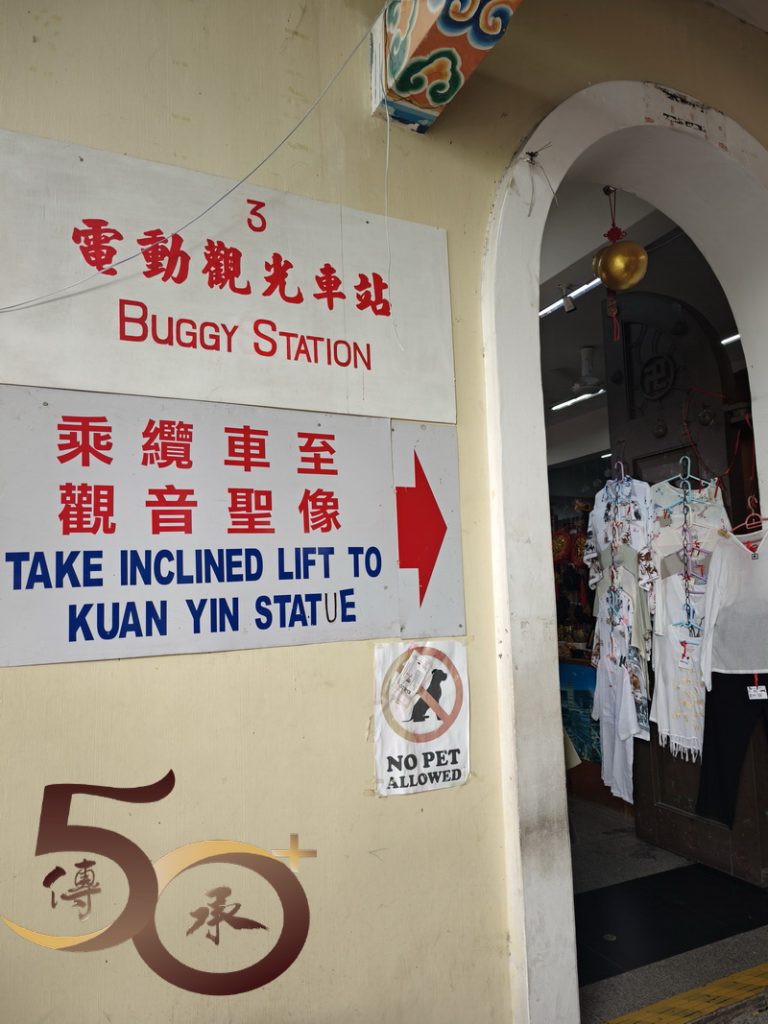 3
電動觀光車站
BUGGY STATION
乘纜車至
觀音聖像
TAKE INCLINED LIFT TO
KUAN YIN STATUE
NO PET
ALLOWED
50+
傳承